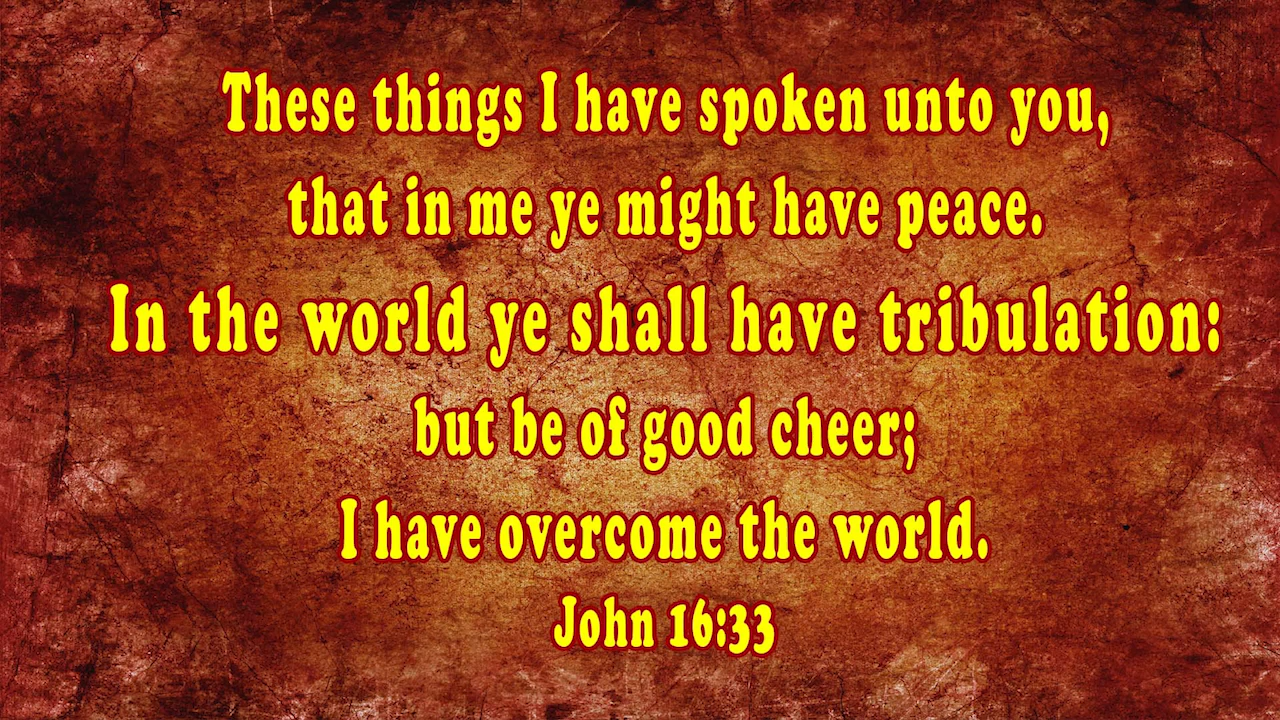 These things I have spoken unto you,
that in me ye might have peace.
In the world ye shall have tribulation:
but be of good cheer;
I have overcome the world.
John 16:33